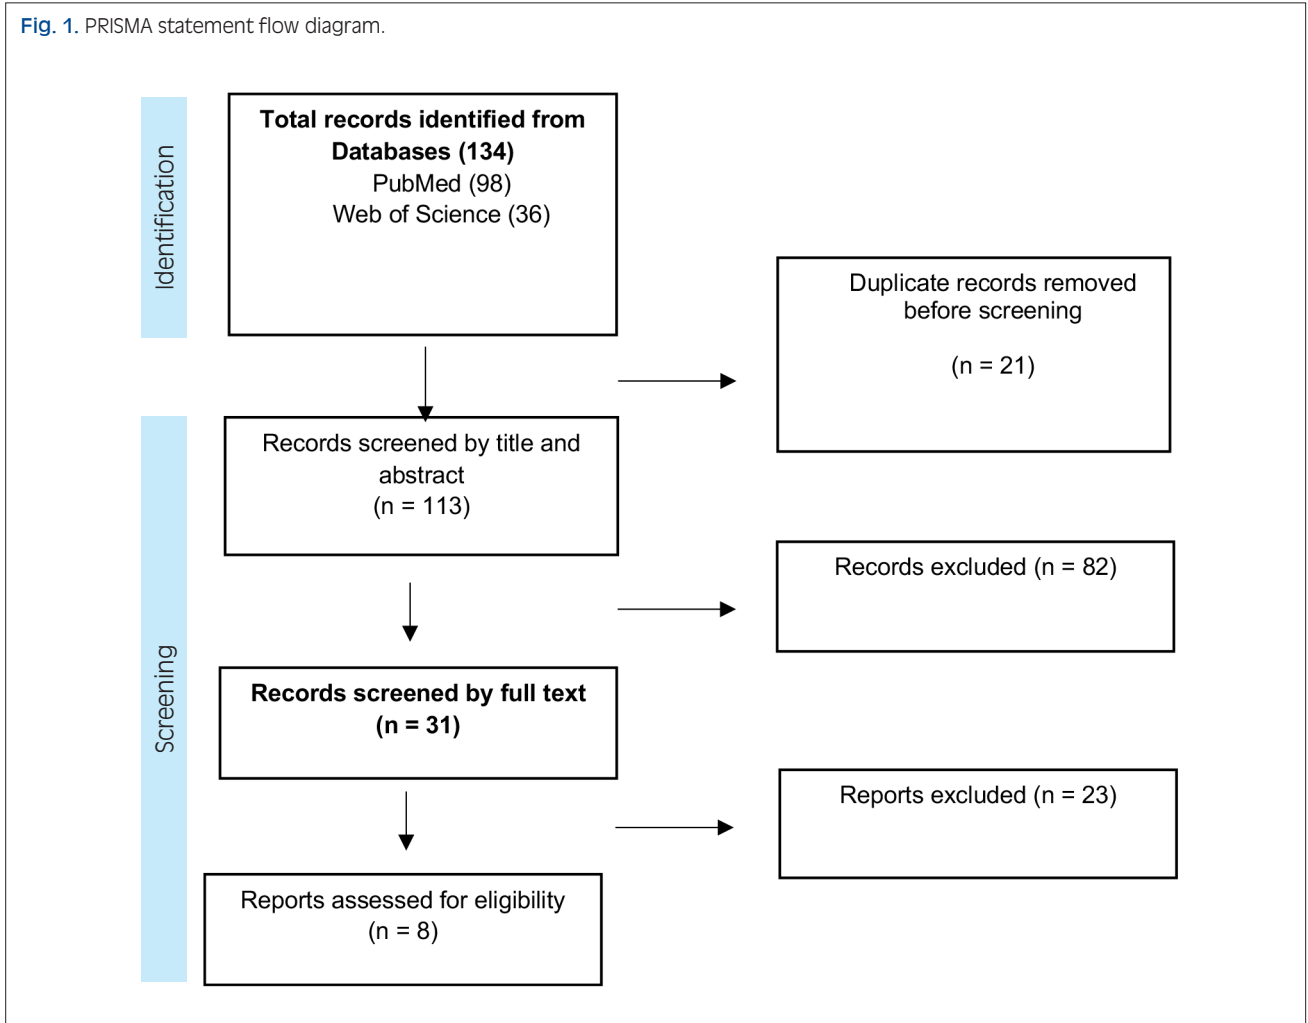 Fig. 1. PRISMA statement flow diagram.
Identification
Total records identified from
Databases (134)
PubMed (98)
Web of Science (36)
Duplicate records removed
before screening
(n = 21)
Screening
Records screened by title and
abstract
(n = 113)
Records excluded (n = 82)
Records screened by full text
(n = 31)
Reports excluded (n = 23)
Reports assessed for eligibility
(n = 8)